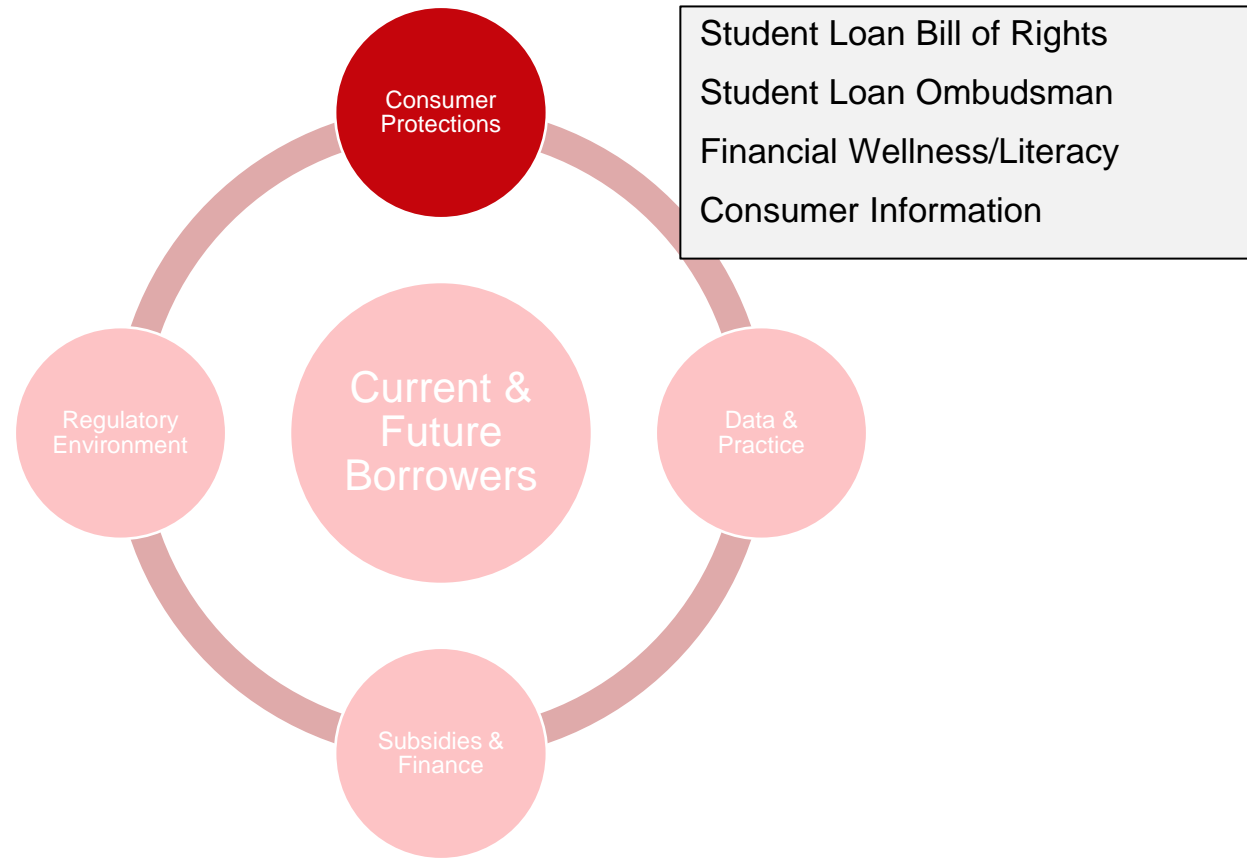 Consumer
Protections
Student Loan Bill of Rights
Student Loan Ombudsman
Financial Wellness/Literacy
Consumer Information
Regulatory
Environment
Current &
Future
Borrowers
Data &
Practice
Subsidies &
Finance